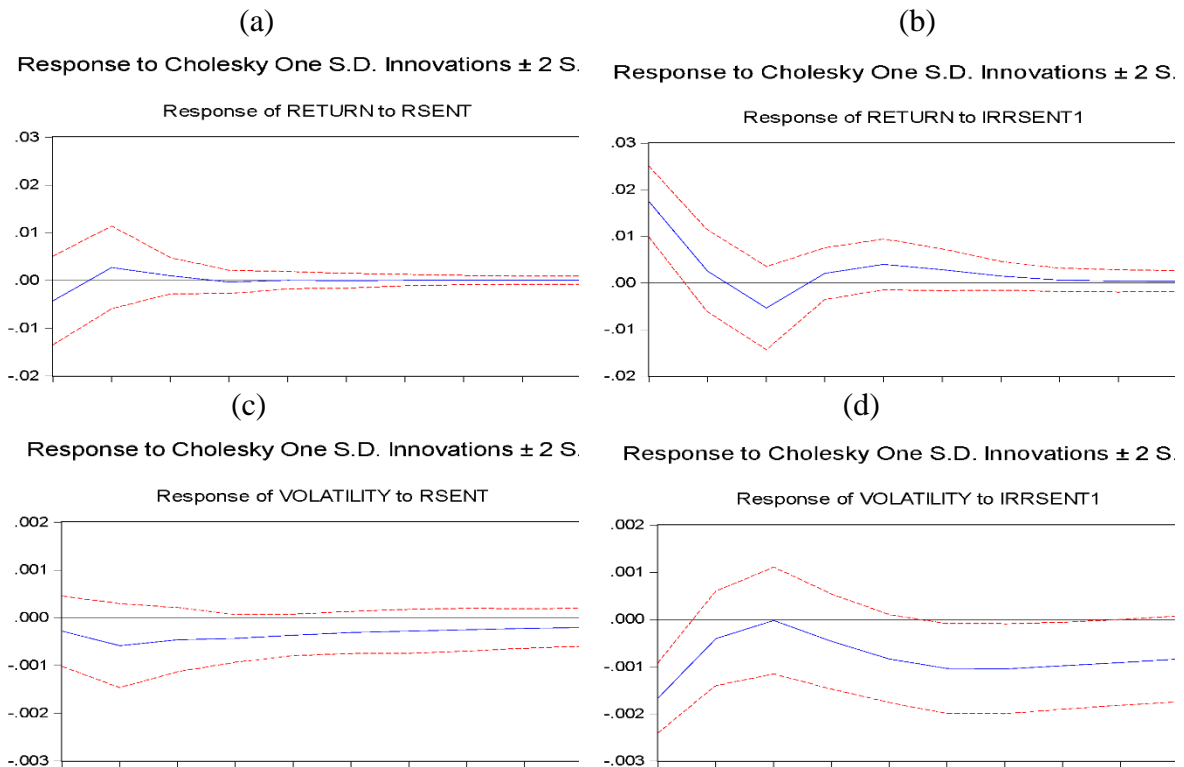 (a)
Response to Cholesky One S.D. Innovations ± 2 S.
Response of RETURN to RSENT
.03
.02
.01
.00
-.01
-.02
(b)
Response to Cholesky One S.D. Innovations ± 2 S.
Response of RETURN to IRRSENT1
.03
.02
.01
.00
-.01
-.02
(c)
Response to Cholesky One S.D. Innovations ± 2 S.
Response of VOLATILITY to RSENT
.002
.001
.000
-.001
-.002
-.003
(d)
Response to Cholesky One S.D. Innovations ± 2 S.
Response of VOLATILITY to IRRSENT1
.002
.001
.000
-.001
-.002
-.003